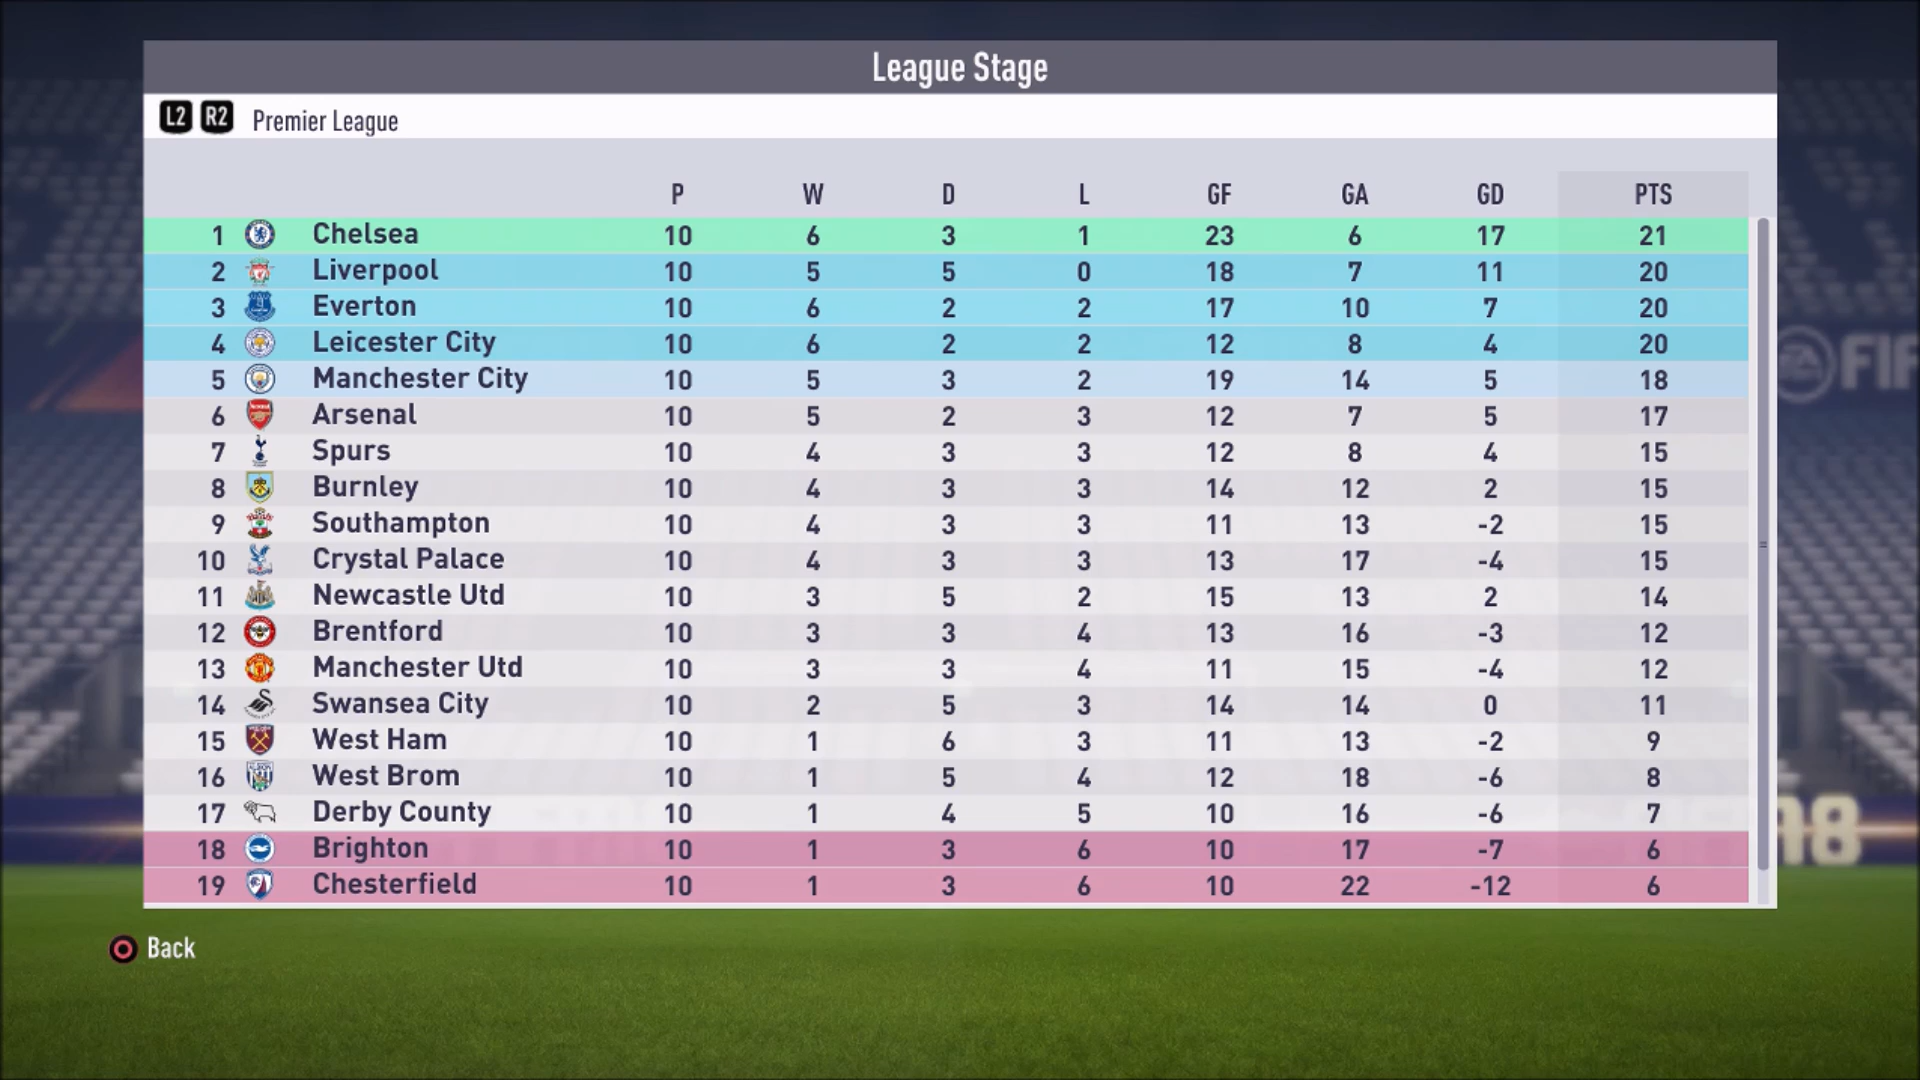 League Stage
L2 R2 Premier League
P W D L GF GA GD PTS
1 Chelsea 10 6 3 1 23 6 17 21
2 Liverpool 10 5 5 0 18 7 11 20
3 Everton 10 6 2 2 17 10 7 20
4 Leicester City 10 6 2 2 12 8 4 20
5 Manchester City 10 5 3 2 19 14 5 18
6 Arsenal 10 5 2 3 12 7 5 17
7 Spurs 10 4 3 3 12 8 4 15
8 Burnley 10 4 3 3 14 12 2 15
9 Southampton 10 4 3 3 11 13 -2 15
10 Crystal Palace 10 4 3 3 13 17 -4 15
11 Newcastle Utd 10 3 5 2 15 13 2 14
12 Brentford 10 3 3 4 13 16 -3 12
13 Manchester Utd 10 3 3 4 11 15 -4 12
14 Swansea City 10 2 5 3 14 14 0 11
15 West Ham 10 1 6 3 11 13 -2 9
16 West Brom 10 1 5 4 12 18 -6 8
17 Derby County 10 1 4 5 10 16 -6 7
18 Brighton 10 1 3 6 10 17 -7 6
19 Chesterfield 10 1 3 6 10 22 -12 6
Back
EA FIF
18